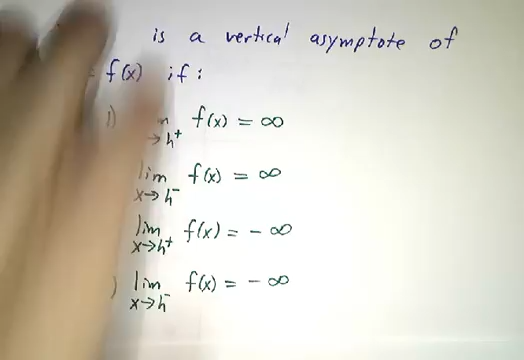 is a vertical asymptote of
= f(x) if :
1) →h⁺ f(x) = ∞
lim x→h⁻ f(x) = ∞
lim x→h⁺ f(x) = - ∞
) lim x→h⁻ f(x) = - ∞